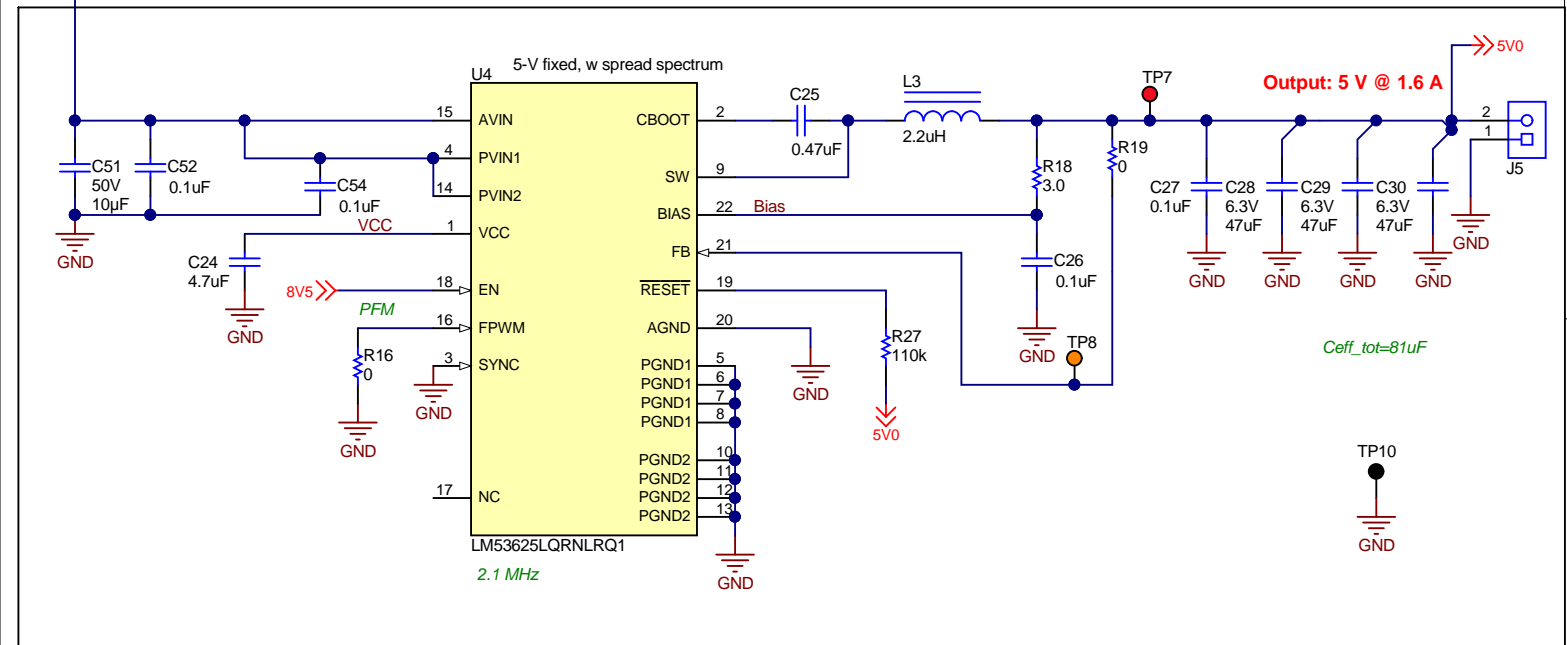 5V0
U4
5-V fixed, w spread spectrum
TP7
Output: 5 V @ 1.6 A
C25
0.47uF
L3
2.2uH
15
AVIN
CBOOT
2
4
PVIN1
14
PVIN2
SW
9
1
VCC
VCC
BIAS
22
Bias
FB
21
C51
50V
10µF
C52
0.1uF
C54
0.1uF
GND
C24
4.7uF
GND
8V5
18
EN
RESET
19
PFM
16
FPWM
AGND
20
R16
0
GND
3
SYNC
GND
PGND1
5
PGND1
6
PGND1
7
PGND1
8
PGND2
10
PGND2
11
PGND2
12
PGND2
13
17
NC
GND
LM53625LQRNLRQ1
2.1 MHz
R18
3.0
R19
0
C26
0.1uF
GND
R27
110k
5V0
GND
TP8
C27
0.1uF
C28
6.3V
47uF
C29
6.3V
47uF
C30
6.3V
47uF
GND
GND
GND
GND
2
1
J5
GND
Ceff_tot=81uF
TP10
GND